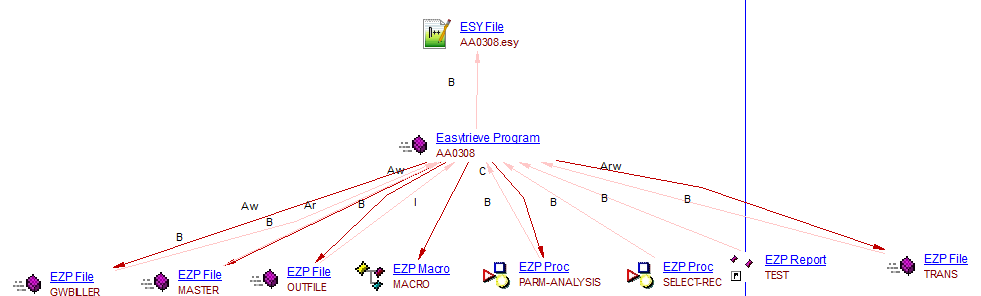 ESY File
AA0308.esy
B
Easytrieve Program
AA0308
Aw
C
Arw
Aw
Ar
B
I
B
B
B
B
B
B
EZP File
GWBILLER
EZP File
MASTER
EZP File
OUTFILE
EZP Macro
MACRO
EZP Proc
PARM-ANALYSIS
EZP Proc
SELECT-REC
EZP Report
TEST
EZP File
TRANS